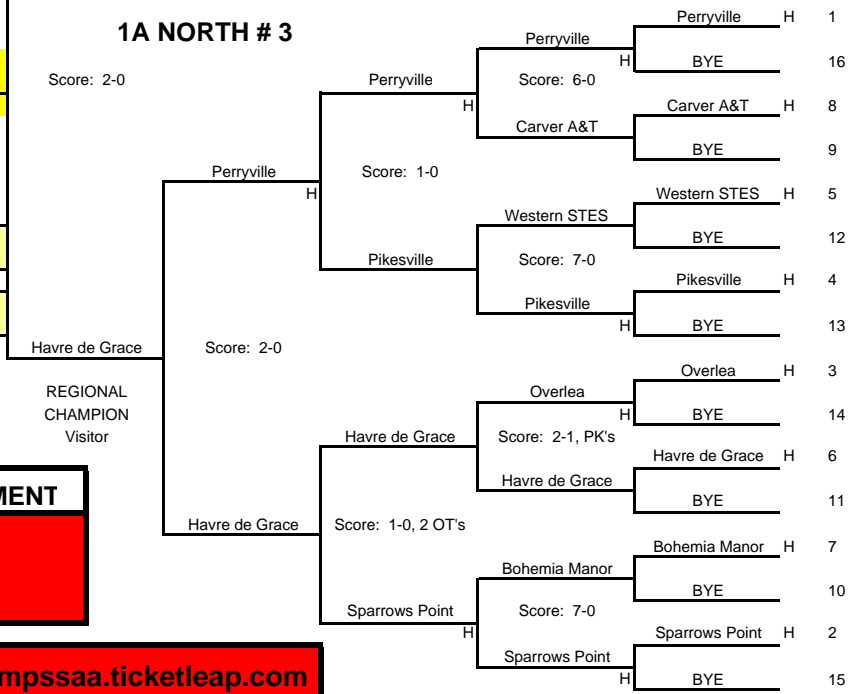 1A NORTH # 3
Perryville H 1
Perryville
H BYE 16
Score: 2-0
Perryville
Score: 6-0
H
Carver A&T H 8
Carver A&T
BYE 9
Perryville
Score: 1-0
H
Western STES H 5
Western STES
BYE 12
Pikesville
Score: 7-0
Pikesville H 4
Pikesville
H BYE 13
Havre de Grace
Score: 2-0
REGIONAL
CHAMPION
Visitor
Overlea H 3
Overlea
H BYE 14
Havre de Grace
Score: 2-1, PK's
Havre de Grace H 6
Havre de Grace
BYE 11
MENT
Havre de Grace
Score: 1-0, 2 OT's
Bohemia Manor H 7
Bohemia Manor
BYE 10
Sparrows Point
Score: 7-0
H
Sparrows Point H 2
Sparrows Point
H BYE 15
mpssaa.ticketleap.com